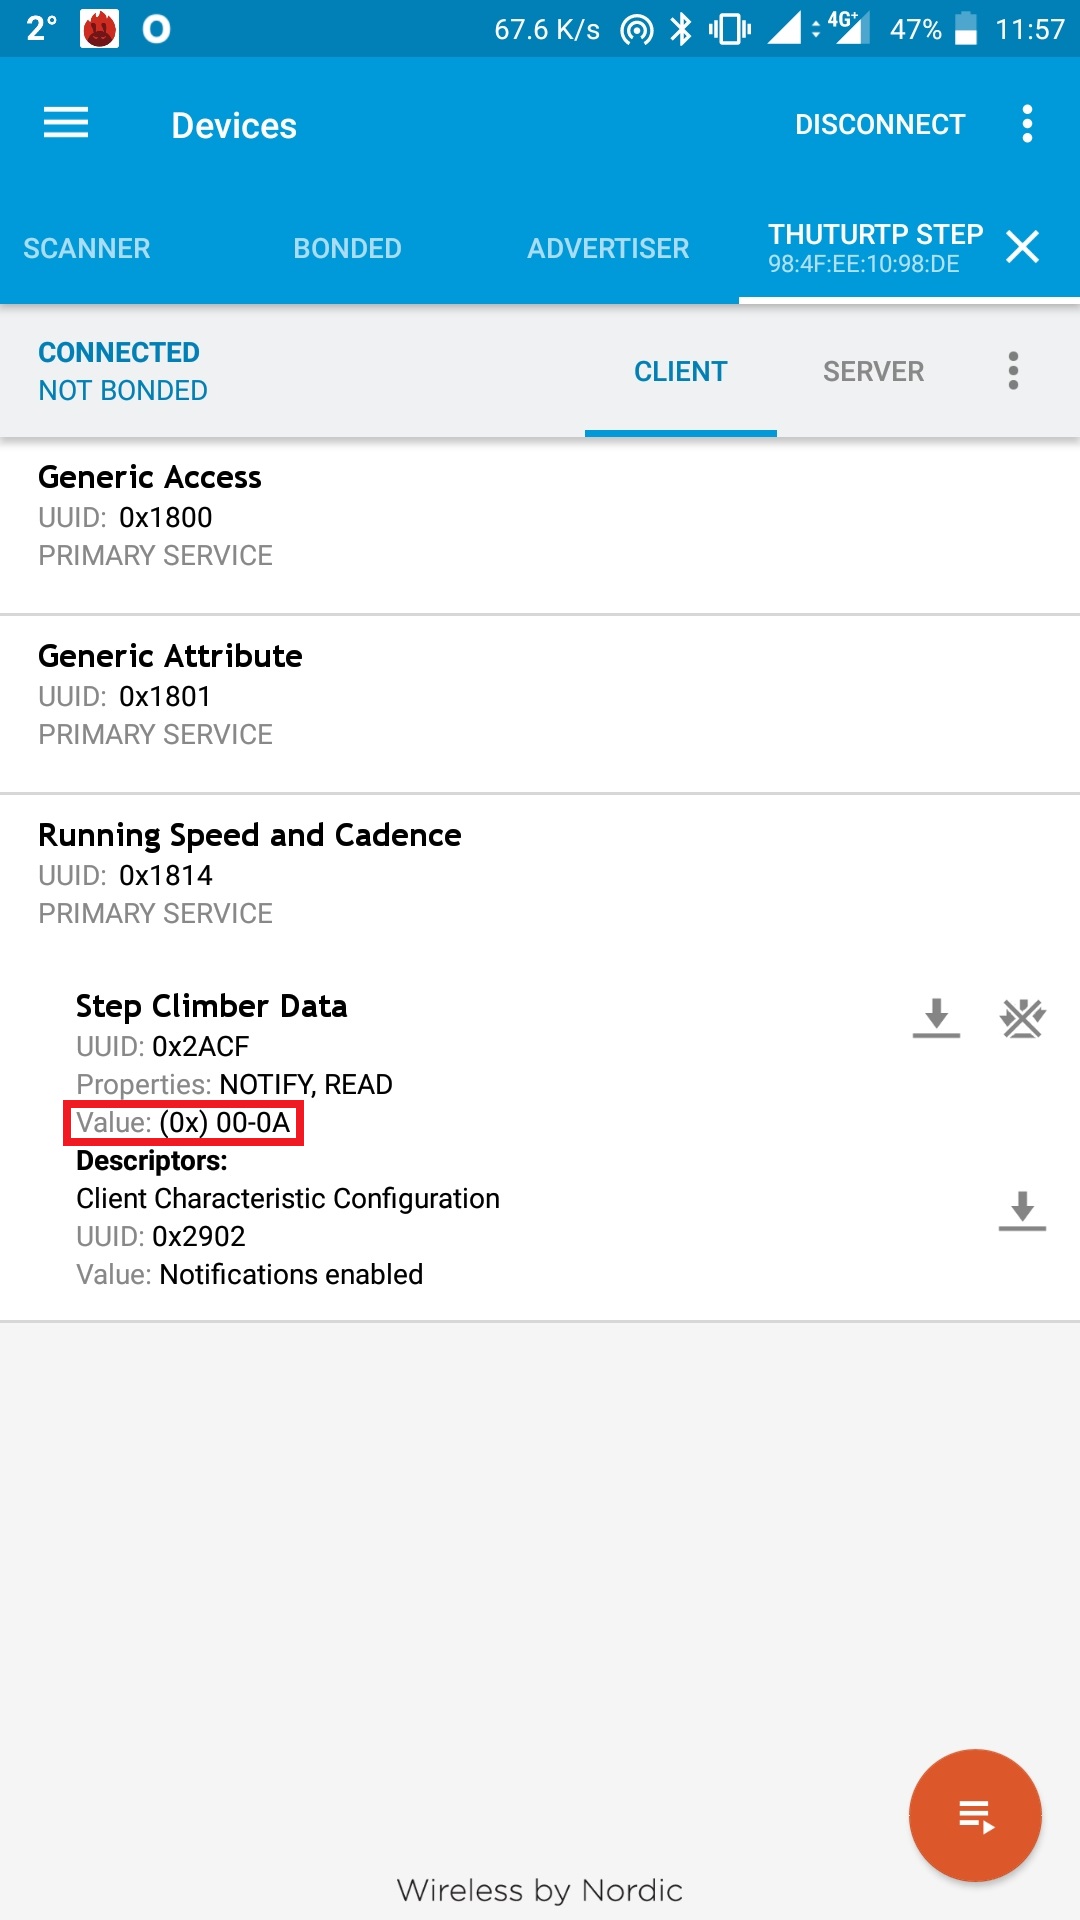 2° O 67.6 K/s 4G+ 47% 11:57
Devices DISCONNECT
SCANNER BONDED ADVERTISER THUTURTP STEP
98:4F:EE:10:98:DE
CONNECTED
NOT BONDED
CLIENT SERVER
Generic Access
UUID: 0x1800
PRIMARY SERVICE
Generic Attribute
UUID: 0x1801
PRIMARY SERVICE
Running Speed and Cadence
UUID: 0x1814
PRIMARY SERVICE
Step Climber Data
UUID: 0x2ACF
Properties: NOTIFY, READ
Value: (0x) 00-0A
Descriptors:
Client Characteristic Configuration
UUID: 0x2902
Value: Notifications enabled
Wireless by Nordic